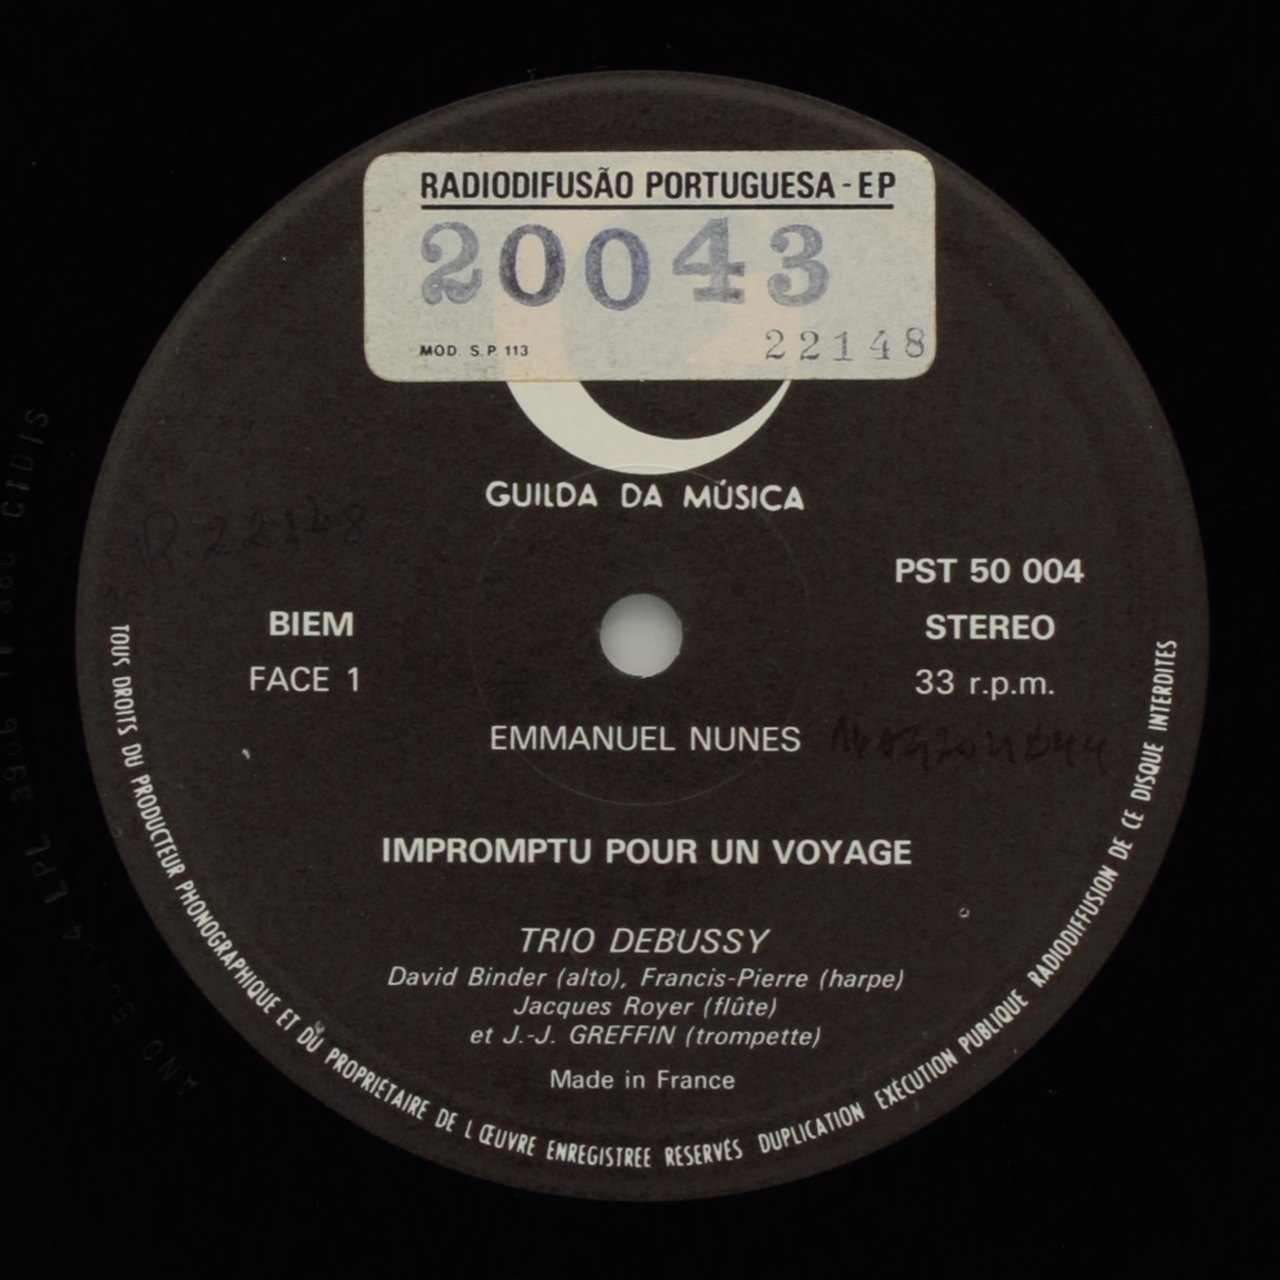 RADIODIFUSÃO PORTUGUESA - EP
20043
MOD. S.P. 113
22148
GUILDA DA MÚSICA
R 22148
PST 50 004
BIEM
STEREO
FACE 1
33 r.p.m.
EMMANUEL NUNES
IMPROMPTU POUR UN VOYAGE
TRIO DEBUSSY
David Binder (alto), Francis-Pierre (harpe)
Jacques Royer (flûte)
et J.-J. GREFFIN (trompette)
Made in France
TOUS DROITS DU PRODUCTEUR PHONOGRAPHIQUE ET DU PROPRIETAIRE DE L ŒUVRE ENREGISTREE RESERVES DUPLICATION EXECUTION PUBLIQUE RADIODIFFUSION DE CE DISQUE INTERDITES